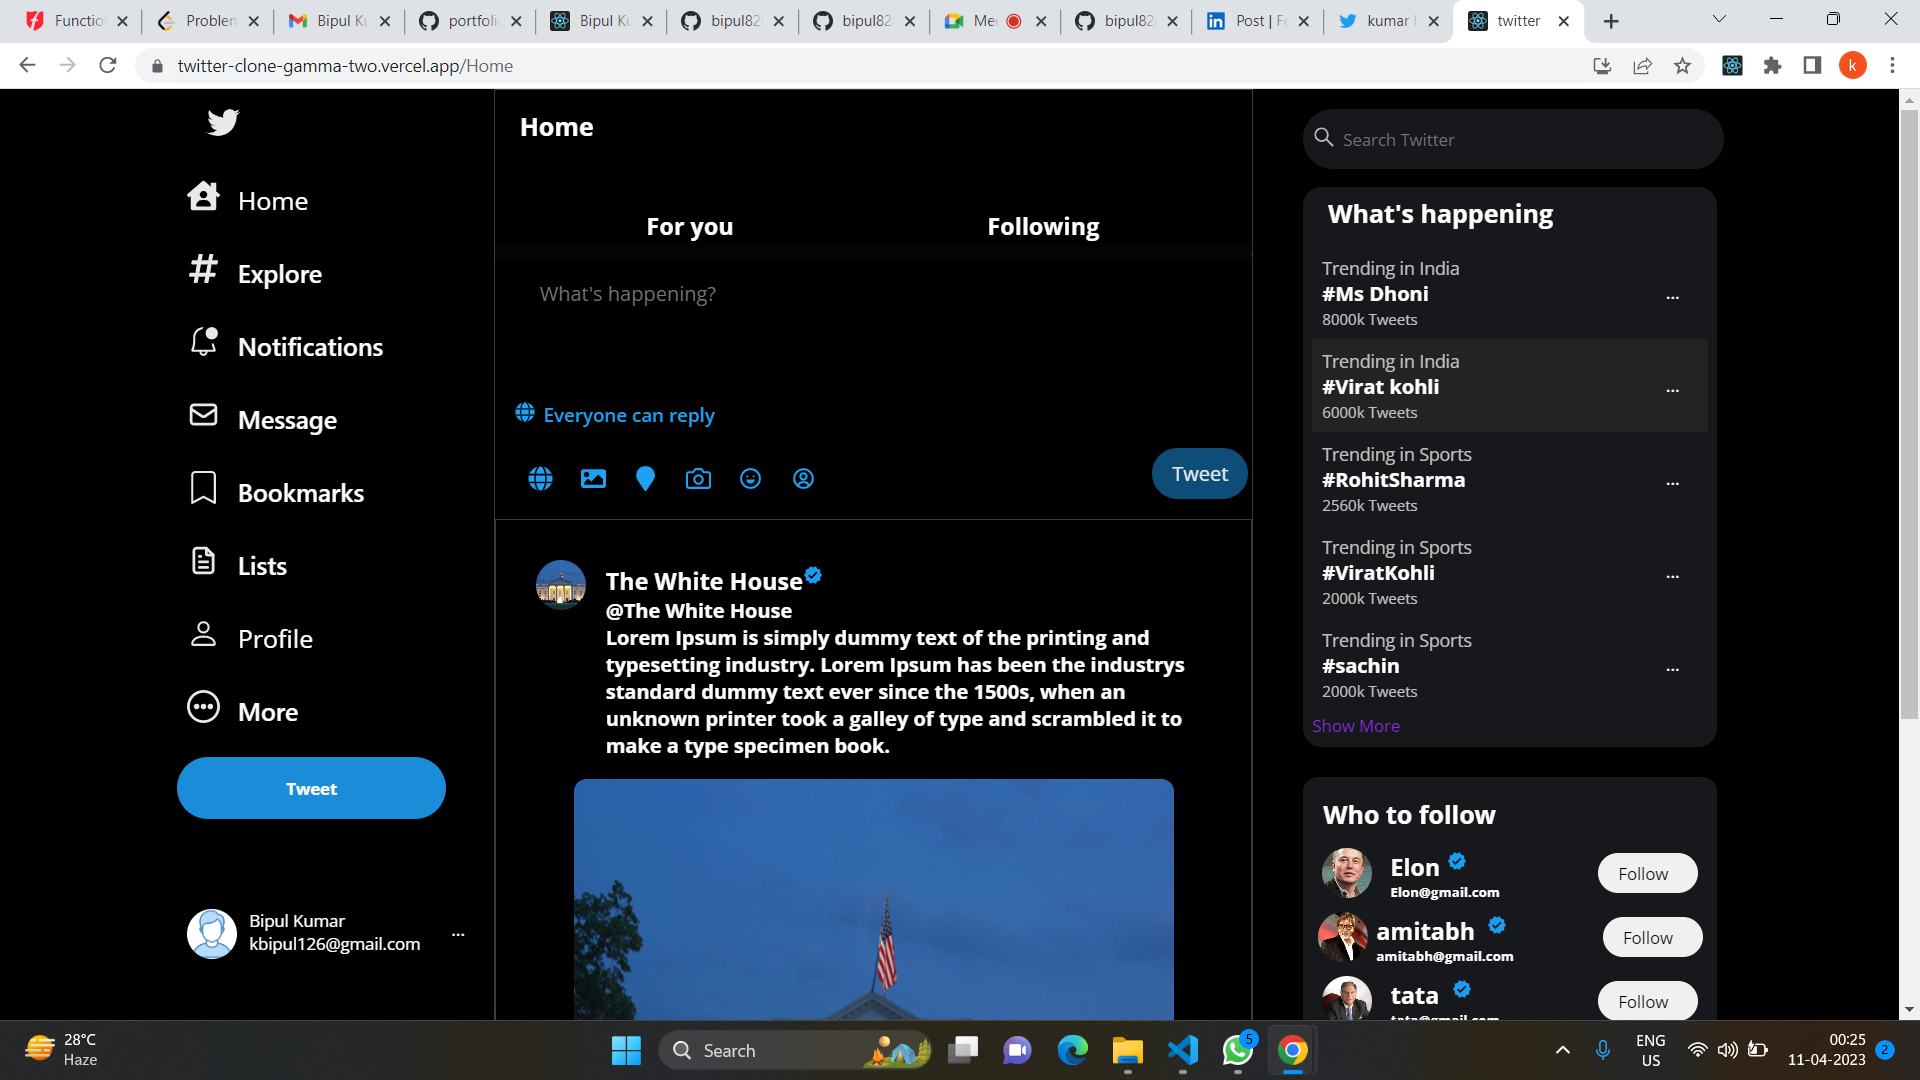 Functio
Problem
Bipul Ku
portfoli
Bipul Ku
bipul82
bipul82
Mee
bipul82
Post | Fe
kumar b
twitter
twitter-clone-gamma-two.vercel.app/Home
k
Home
Explore
Notifications
Message
Bookmarks
Lists
Profile
More
Tweet
Bipul Kumar
kbipul126@gmail.com
...
Home
For you
Following
What's happening?
Everyone can reply
Tweet
The White House
@The White House
Lorem Ipsum is simply dummy text of the printing and
typesetting industry. Lorem Ipsum has been the industrys
standard dummy text ever since the 1500s, when an
unknown printer took a galley of type and scrambled it to
make a type specimen book.
Search Twitter
What's happening
Trending in India
#Ms Dhoni
...
8000k Tweets
Trending in India
#Virat kohli
...
6000k Tweets
Trending in Sports
#RohitSharma
...
2560k Tweets
Trending in Sports
#ViratKohli
...
2000k Tweets
Trending in Sports
#sachin
...
2000k Tweets
Show More
Who to follow
Elon
Elon@gmail.com
Follow
amitabh
amitabh@gmail.com
Follow
tata
tata@gmail.com
Follow
28°C
Haze
Search
5
ENG
US
00:25
11-04-2023
2